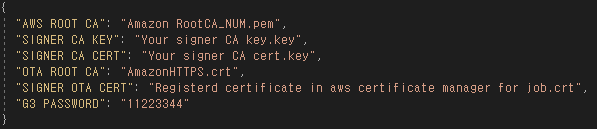 {
"AWS ROOT CA": "Amazon RootCA_NUM.pem",
"SIGNER CA KEY": "Your signer CA key.key",
"SIGNER CA CERT": "Your signer CA cert.key",
"OTA ROOT CA": "AmazonHTTPS.crt",
"SIGNER OTA CERT": "Registerd certificate in aws certificate manager for job.crt",
"G3 PASSWORD": "11223344"
}